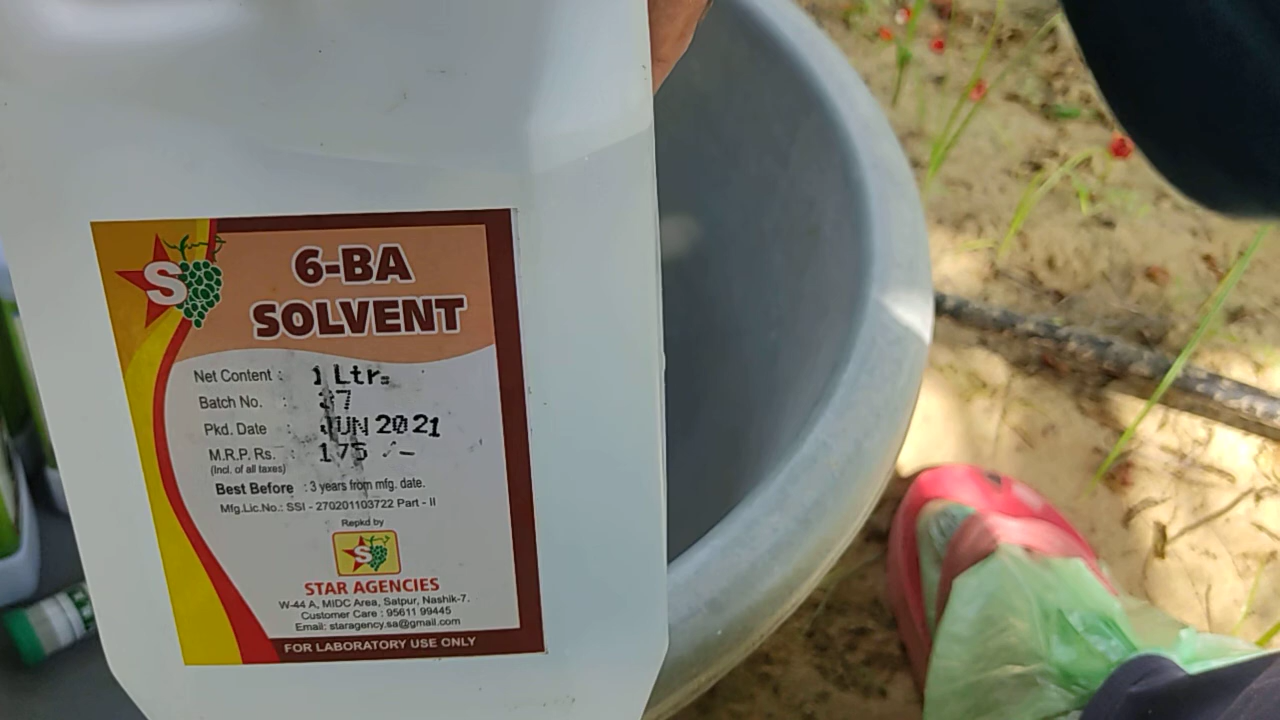 S
6-BA
SOLVENT
Net Content : 1 Ltr.
Batch No. : 37
Pkd. Date : JUN 2021
M.R.P. Rs. : 175 /-
(Incl. of all taxes)
Best Before : 3 years from mfg. date.
Mfg.Lic.No.: SSI - 270201103722 Part - II
Repkd by
S
STAR AGENCIES
W-44 A, MIDC Area, Satpur, Nashik-7.
Customer Care : 95611 99445
Email: staragency.sa@gmail.com
FOR LABORATORY USE ONLY